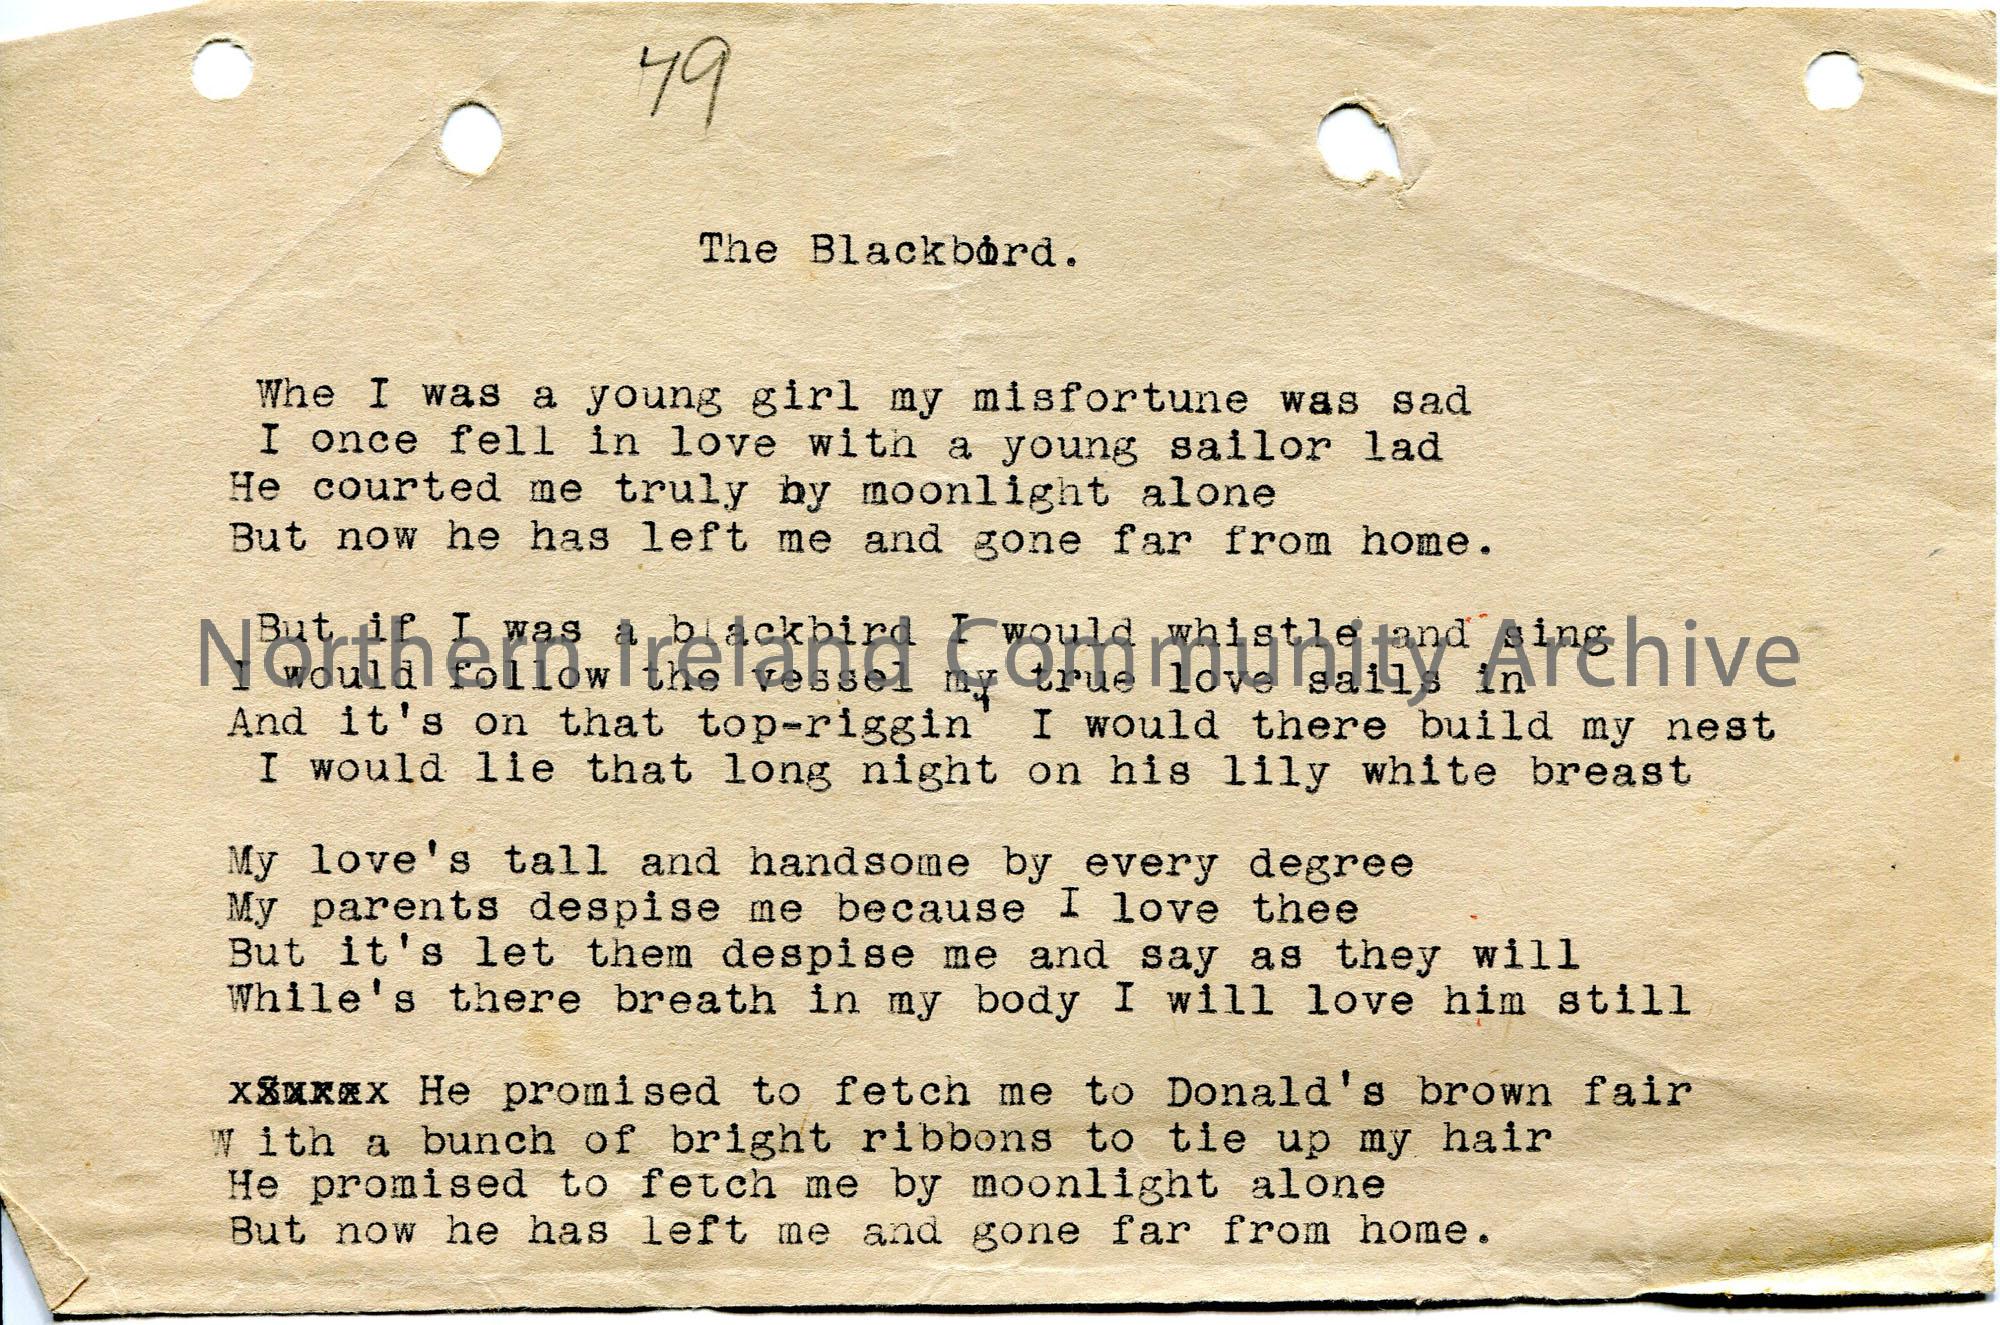 79
The Blackbird.
Whe I was a young girl my misfortune was sad
I once fell in love with a young sailor lad
He courted me truly by moonlight alone
But now he has left me and gone far from home.
But if I was a blackbird I would whistle and sing
Northern Ireland Community Archive
I would follow the vessel my true love sails in
And it's on that top-riggin' I would there build my nest
I would lie that long night on his lily white breast
My love's tall and handsome by every degree
My parents despise me because I love thee
But it's let them despise me and say as they will
While's there breath in my body I will love him still
He promised to fetch me to Donald's brown fair
W ith a bunch of bright ribbons to tie up my hair
He promised to fetch me by moonlight alone
But now he has left me and gone far from home.